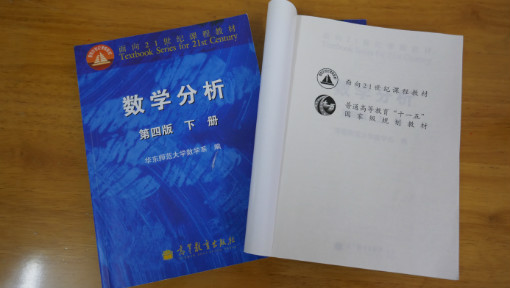 面向21世纪课程教材
Textbook Series for 21st Century
数学分析
第四版 下册
华东师范大学数学系 编
高等教育出版社
面向21世纪课程教材
普通高等教育“十一五”
国家级规划教材